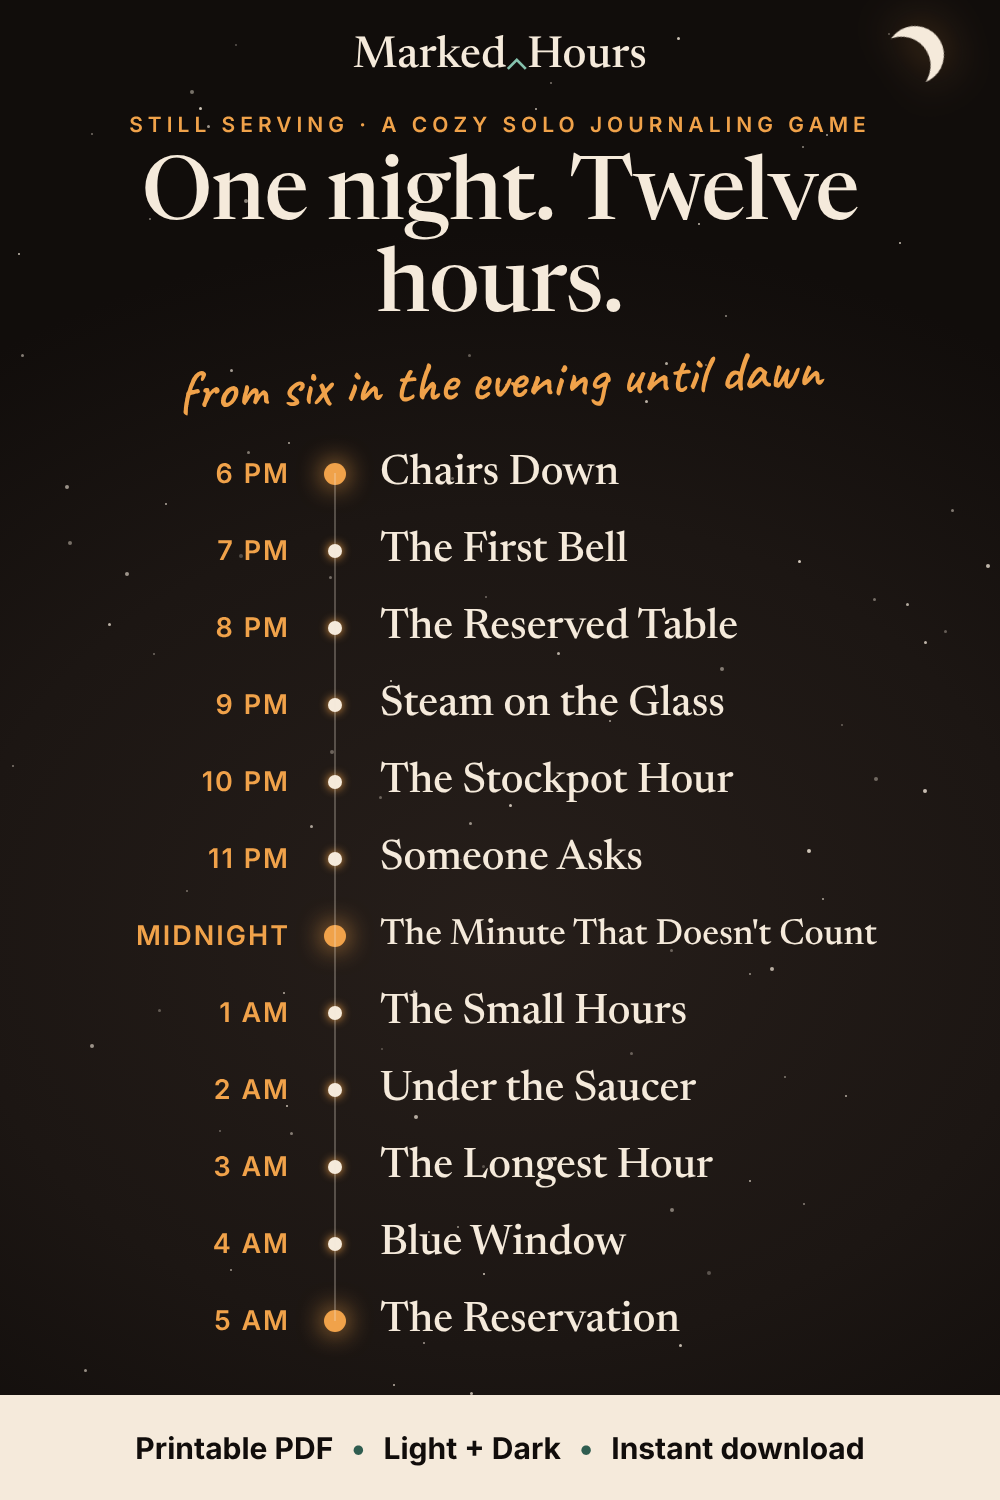 Marked‸Hours
STILL SERVING · A COZY SOLO JOURNALING GAME
One night. Twelve
hours.
from six in the evening until dawn
6 PM Chairs Down
7 PM The First Bell
8 PM The Reserved Table
9 PM Steam on the Glass
10 PM The Stockpot Hour
11 PM Someone Asks
MIDNIGHT The Minute That Doesn't Count
1 AM The Small Hours
2 AM Under the Saucer
3 AM The Longest Hour
4 AM Blue Window
5 AM The Reservation
Printable PDF • Light + Dark • Instant download